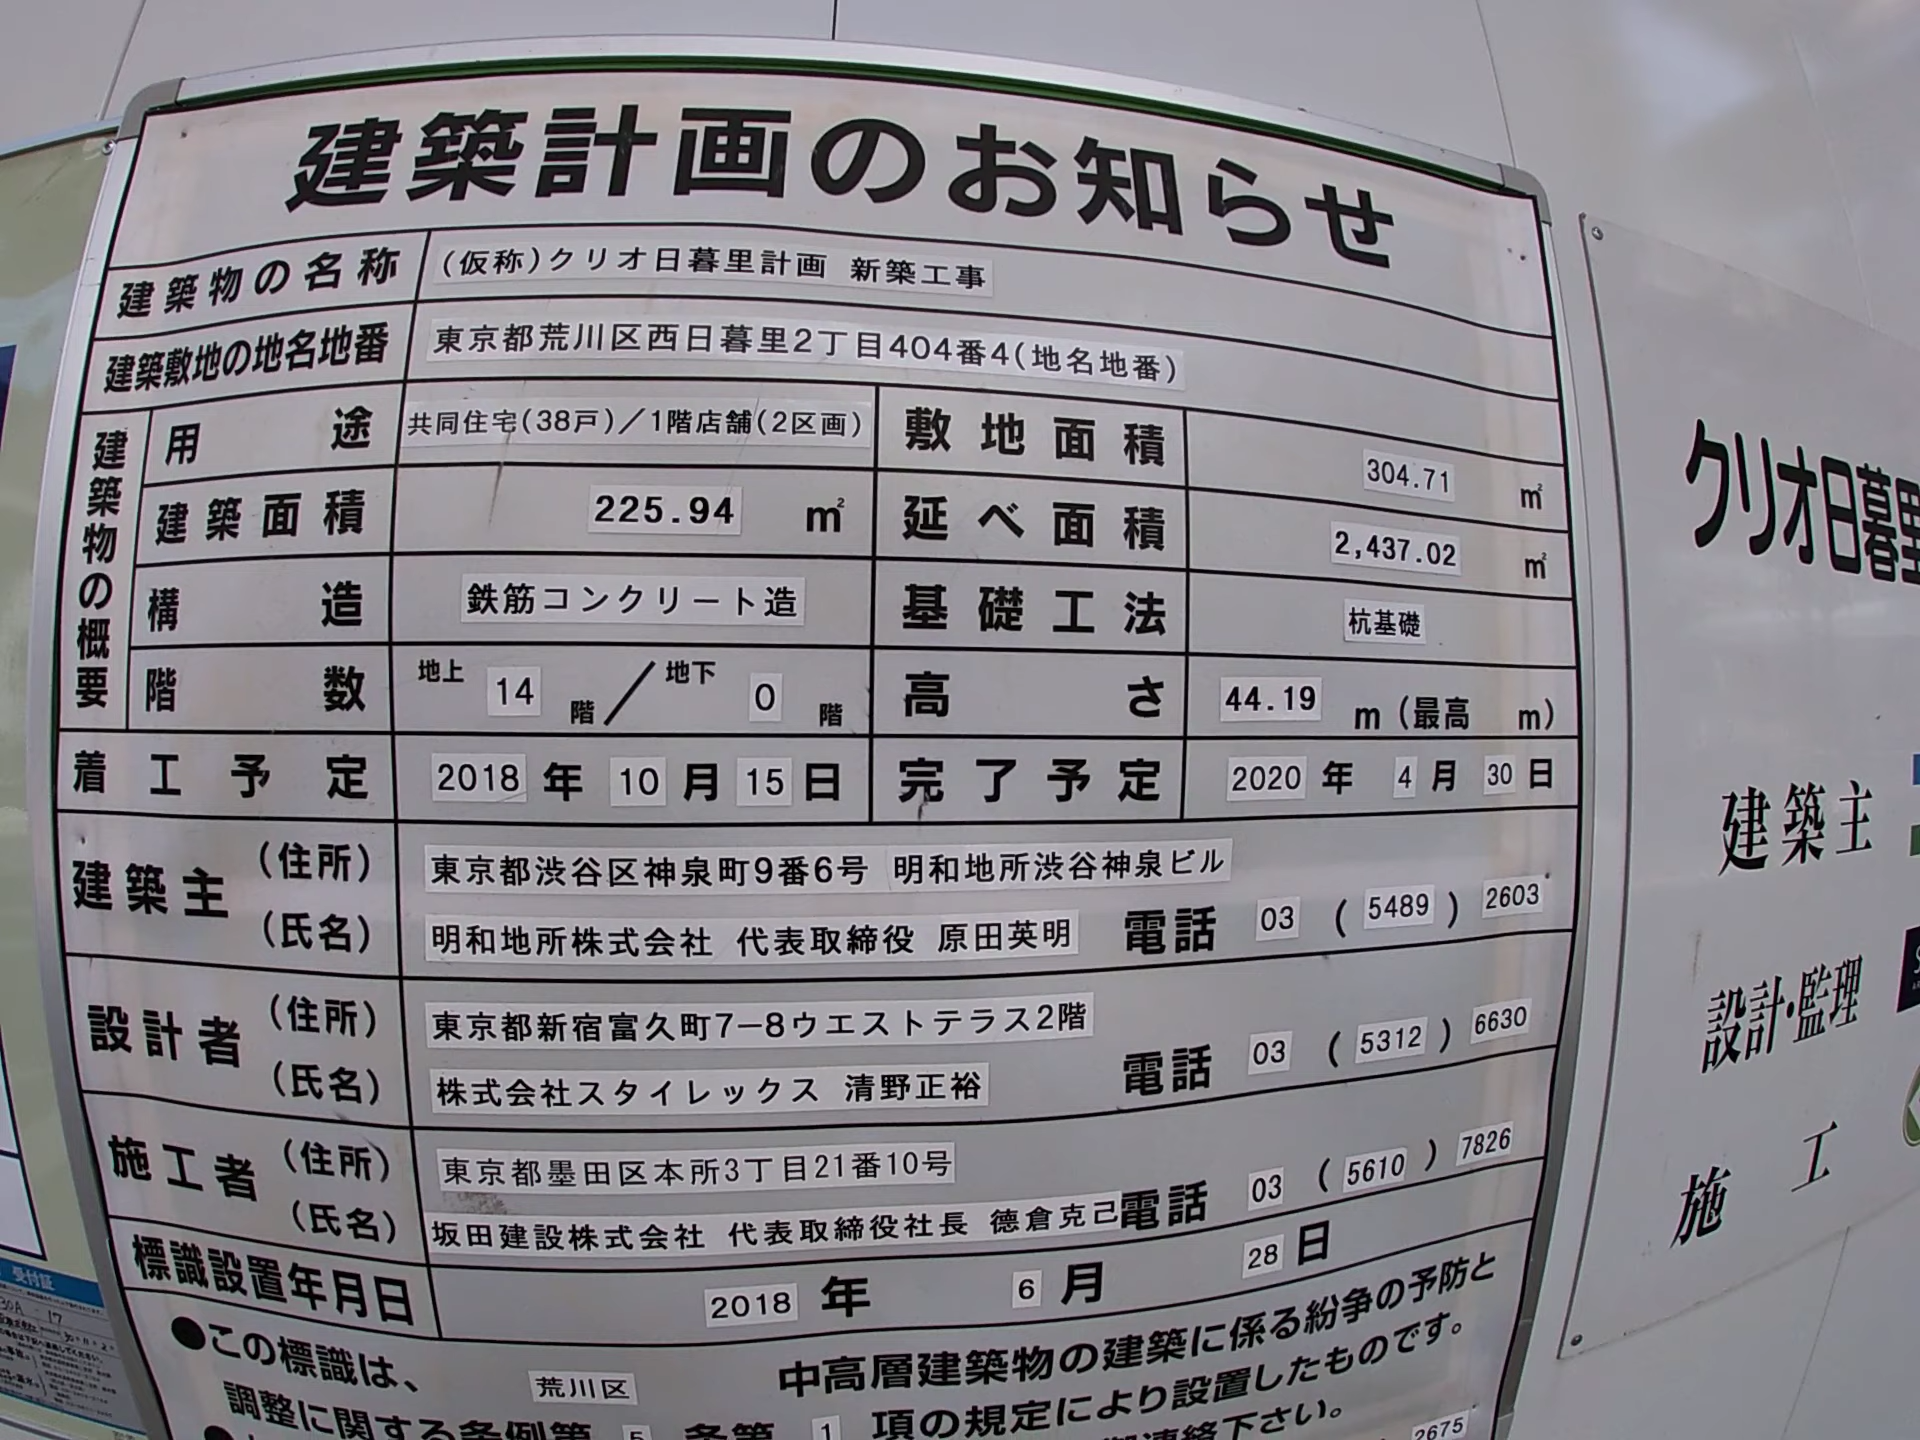 建築計画のお知らせ
建築物の名称 (仮称)クリオ日暮里計画 新築工事
建築敷地の地名地番 東京都荒川区西日暮里2丁目404番4(地名地番)
建築物の概要
用途 共同住宅(38戸)/1階店舗(2区画) 敷地面積 304.71 ㎡
建築面積 225.94 ㎡ 延べ面積 2,437.02 ㎡
構造 鉄筋コンクリート造 基礎工法 杭基礎
階数 地上 14 階/地下 0 階 高さ 44.19 m(最高 m)
着工予定 2018 年 10 月 15 日 完了予定 2020 年 4 月 30 日
建築主 (住所) 東京都渋谷区神泉町9番6号 明和地所渋谷神泉ビル
(氏名) 明和地所株式会社 代表取締役 原田英明 電話 03 (5489) 2603
設計者 (住所) 東京都新宿富久町7−8ウエストテラス2階
(氏名) 株式会社スタイレックス 清野正裕 電話 03 (5312) 6630
施工者 (住所) 東京都墨田区本所3丁目21番10号
(氏名) 坂田建設株式会社 代表取締役社長 德倉克己 電話 03 (5610) 7826
標識設置年月日 2018 年 6 月 28 日
●この標識は、 荒川区 中高層建築物の建築に係る紛争の予防と
調整に関する条例第 5 条第 1 項の規定により設置したものです。
御連絡下さい。
2675
クリオ日暮里
建築主
設計・監理
施工
受付証
17